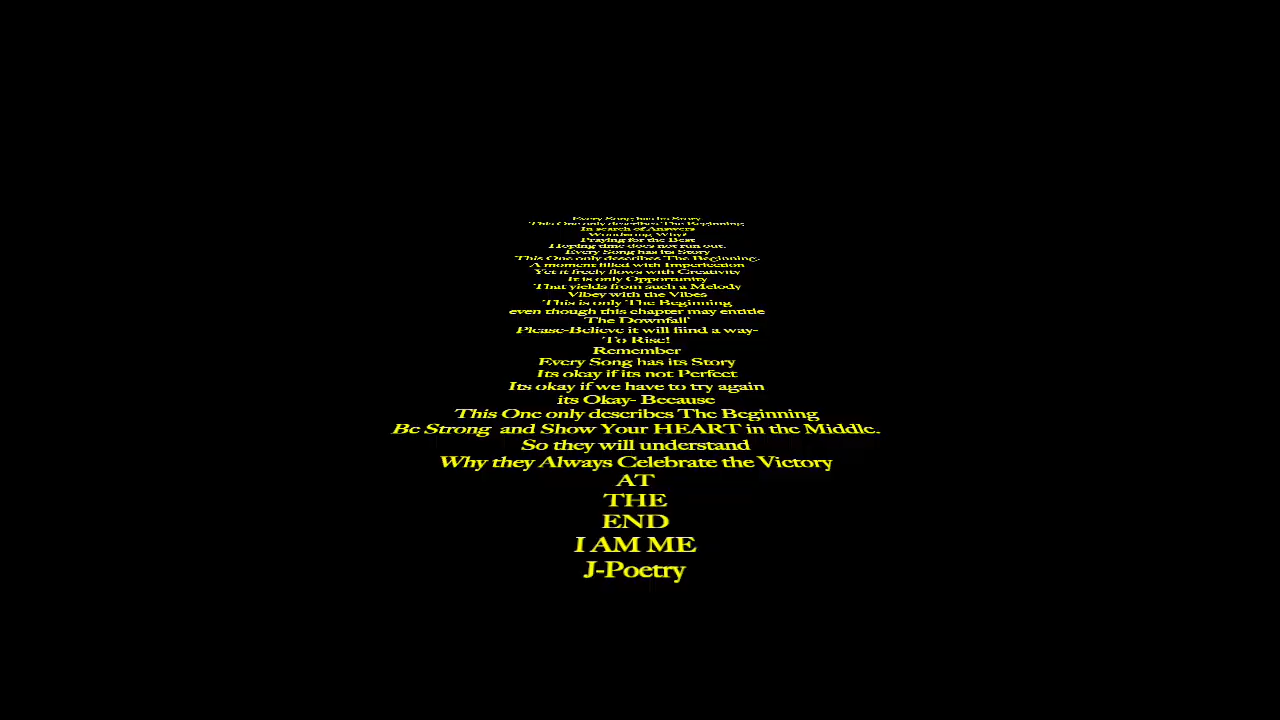 Every Song has its Story
This One only describes The Beginning
In search of Answers
Wondering Why?
Praying for the Best
Hoping time does not run out.
Every Song has its Story
This One only describes The Beginning.
A moment filled with Imperfection
Yet it freely flows with Creativity
It is only Opportunity
That yields from such a Melody
Vibey with the Vibes
This is only The Beginning
even though this chapter may entitle
'The Downfall'
Please-Believe it will fiind a way-
To Rise!
Remember
Every Song has its Story
Its okay if its not Perfect
Its okay if we have to try again
its Okay- Because
This One only describes The Beginning
Be Strong and Show Your HEART in the Middle.
So they will understand
Why they Always Celebrate the Victory
AT
THE
END
I AM ME
J-Poetry